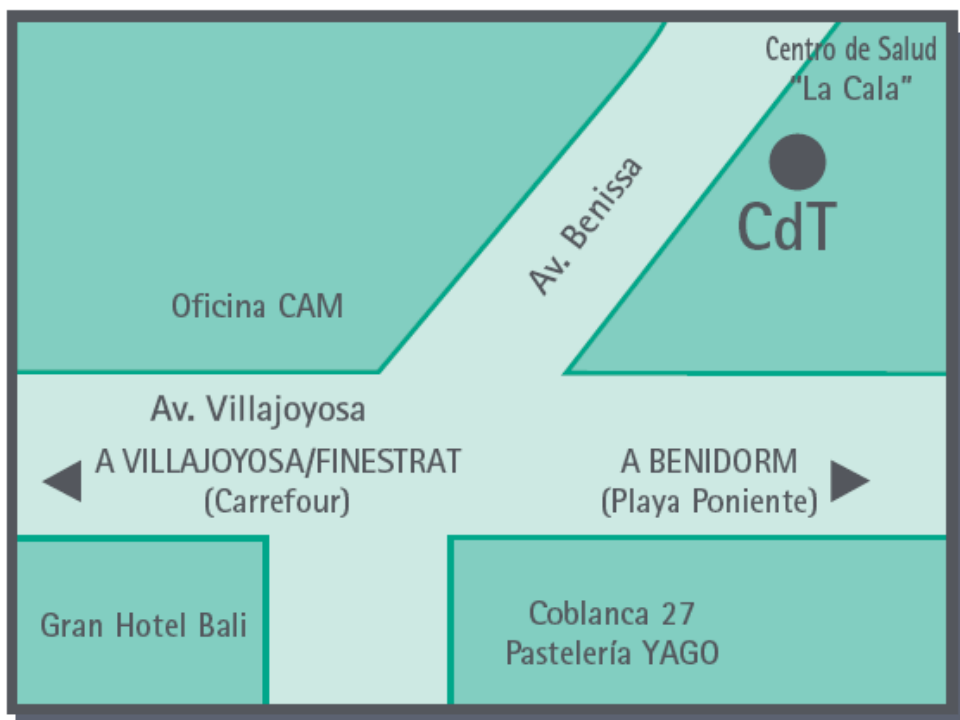 Centro de Salud
"La Cala"
CdT
Av. Benissa
Oficina CAM
Av. Villajoyosa
A VILLAJOYOSA/FINESTRAT
(Carrefour)
A BENIDORM
(Playa Poniente)
Gran Hotel Bali
Coblanca 27
Pastelería YAGO